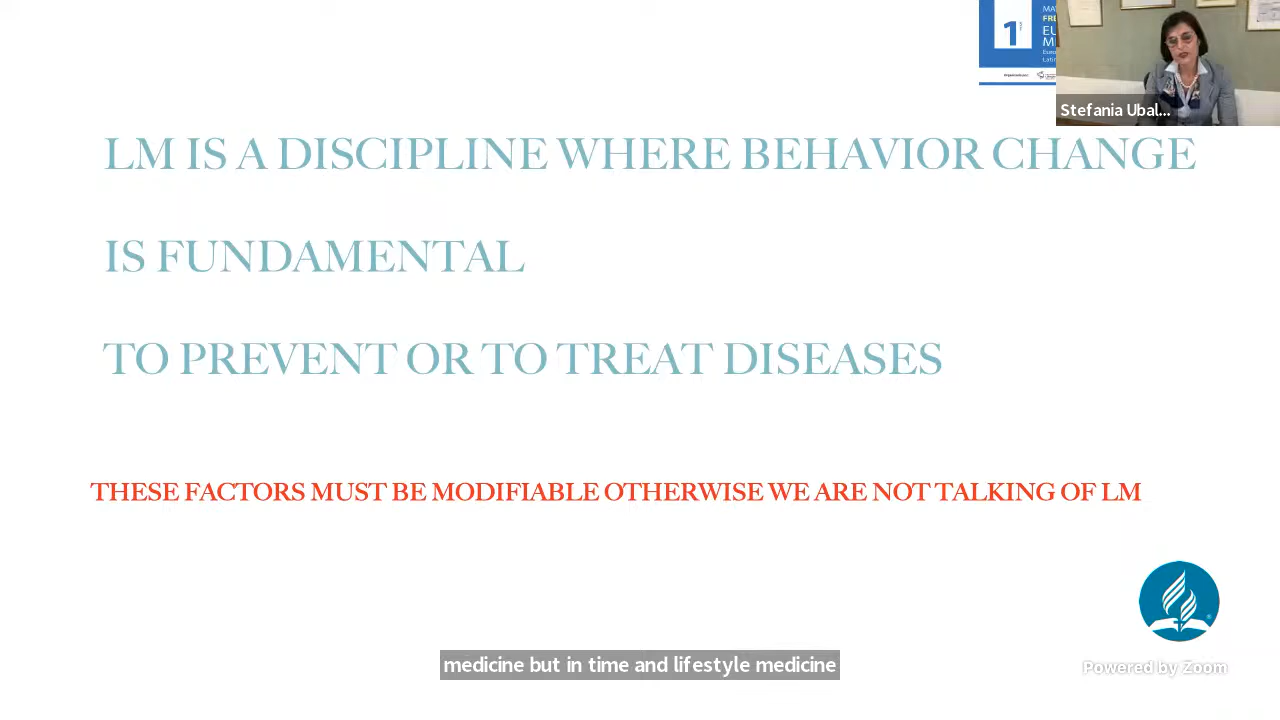 1
Stefania Ubal...
LM IS A DISCIPLINE WHERE BEHAVIOR CHANGE
IS FUNDAMENTAL
TO PREVENT OR TO TREAT DISEASES
THESE FACTORS MUST BE MODIFIABLE OTHERWISE WE ARE NOT TALKING OF LM
medicine but in time and lifestyle medicine
Powered by Zoom